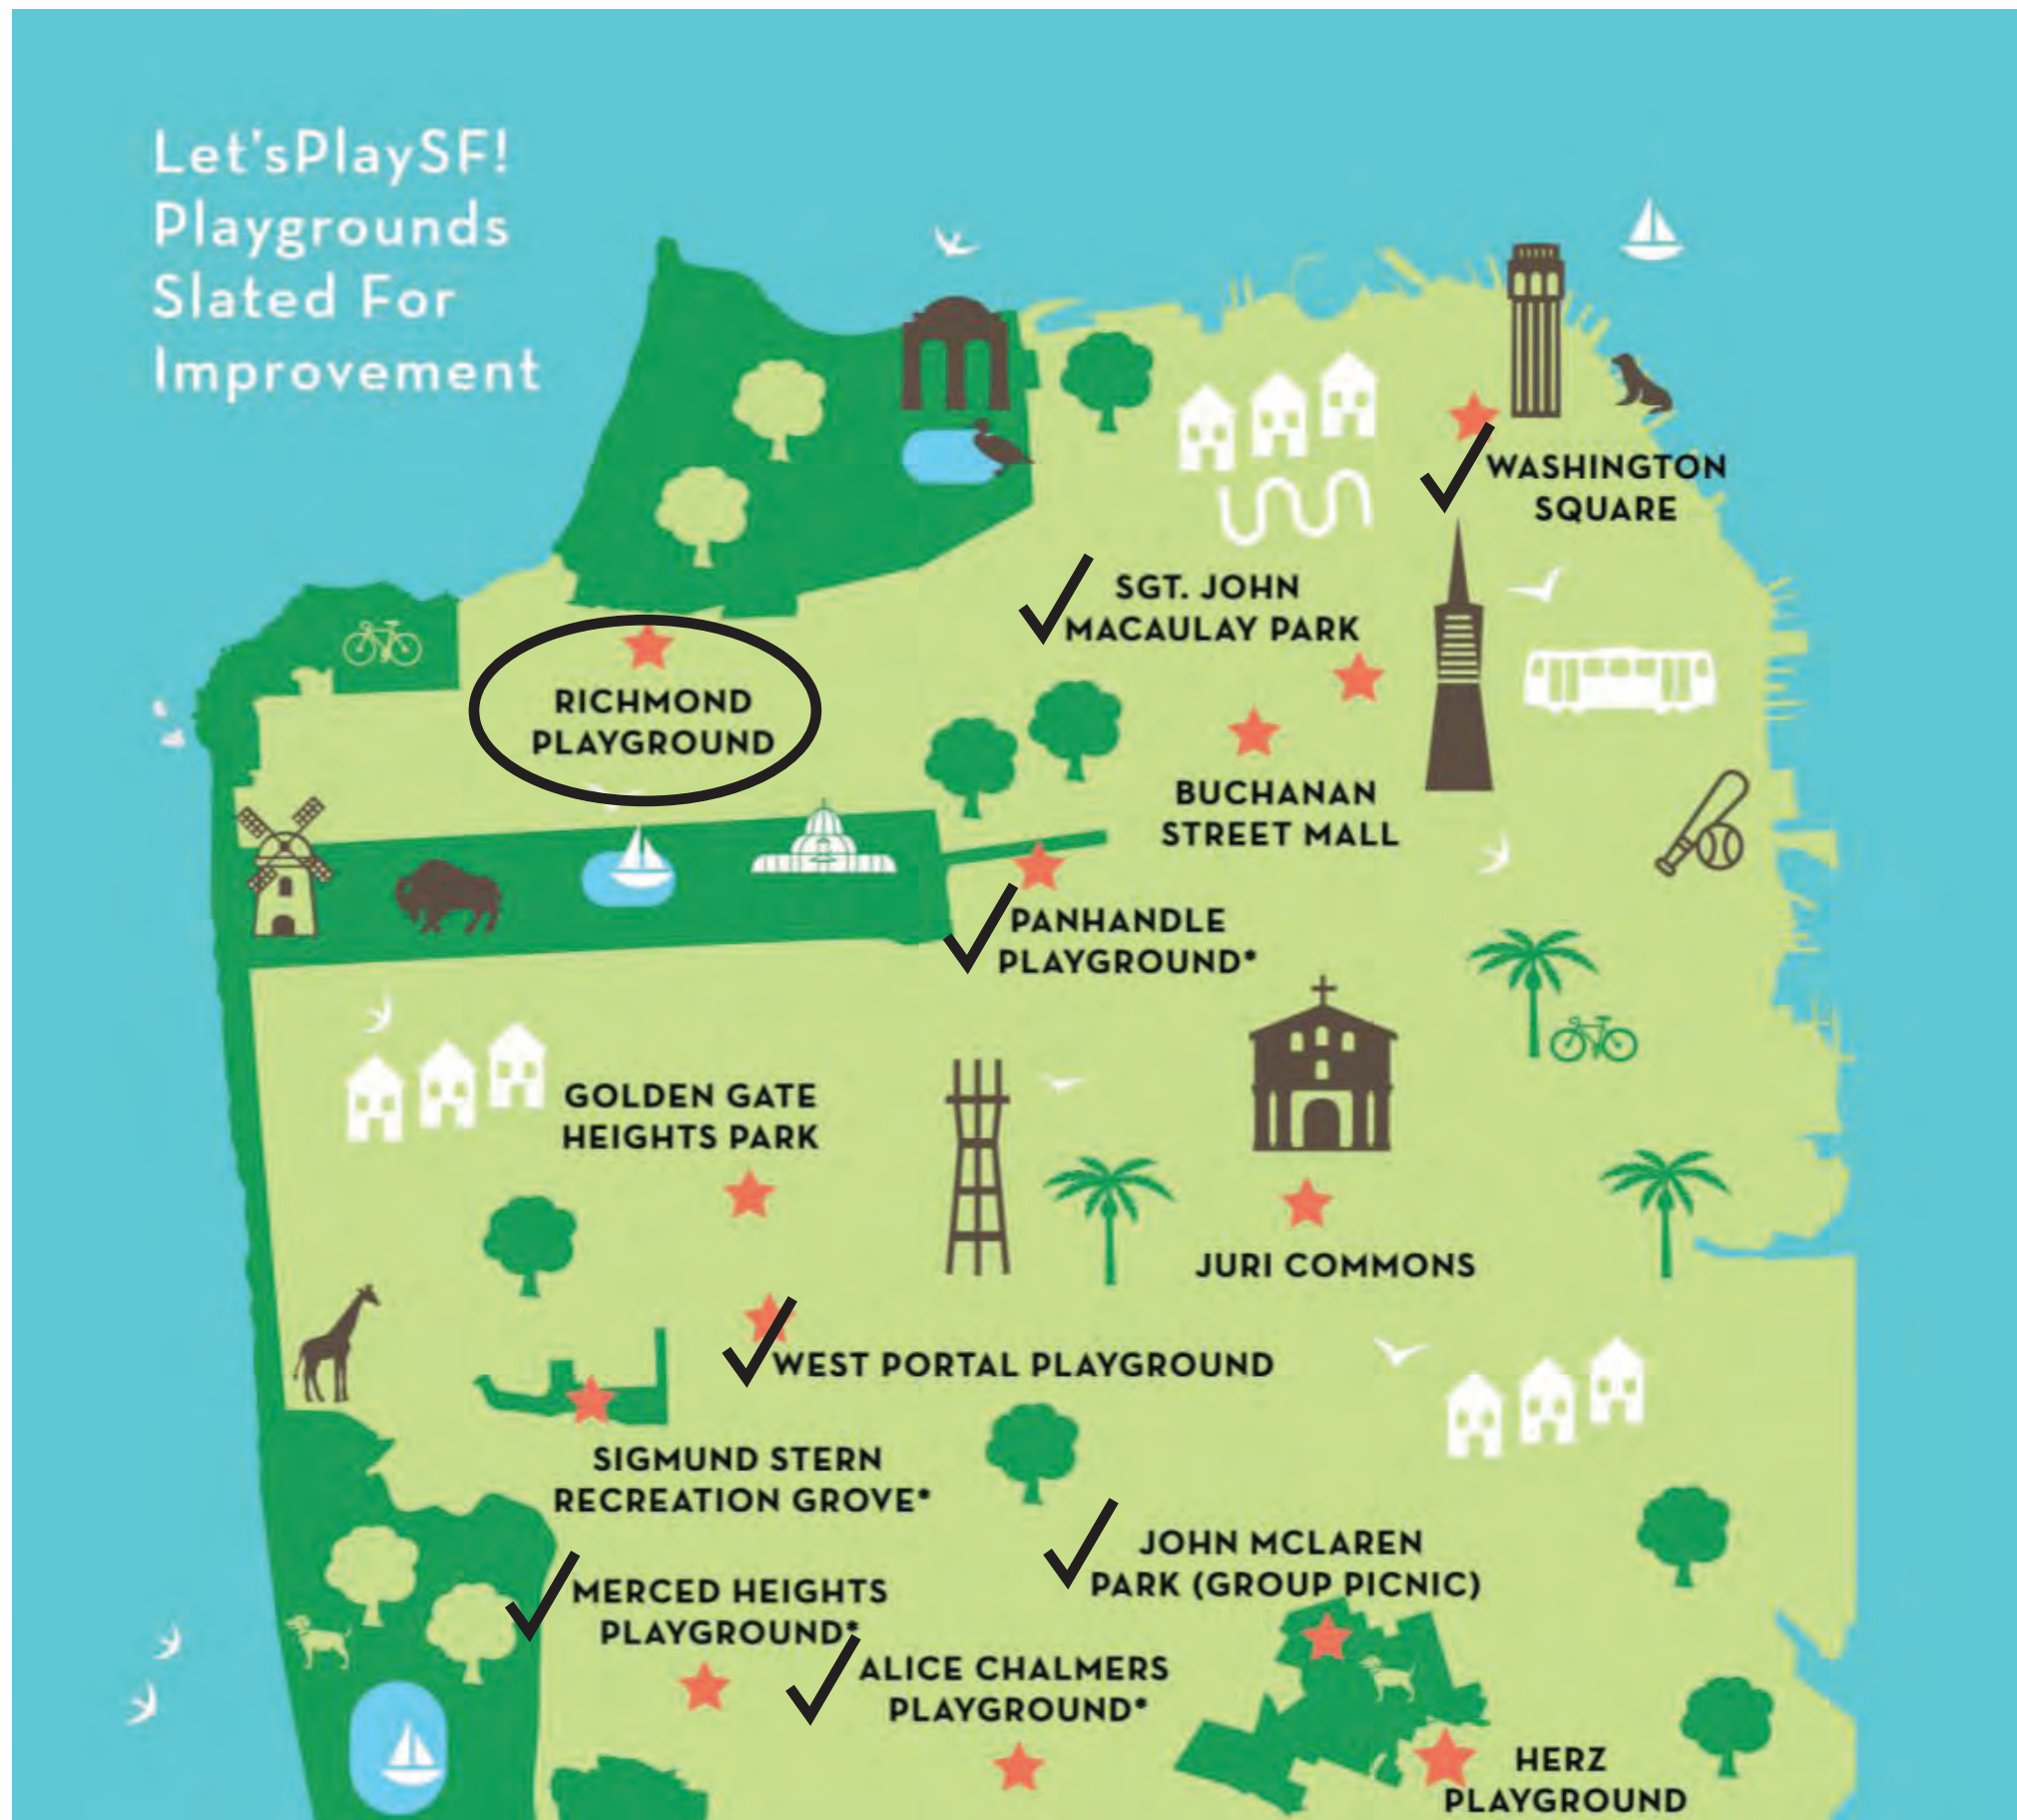 Let'sPlaySF!
Playgrounds
Slated For
Improvement
WASHINGTON
SQUARE
SGT. JOHN
MACAULAY PARK
RICHMOND
PLAYGROUND
BUCHANAN
STREET MALL
PANHANDLE
PLAYGROUND*
GOLDEN GATE
HEIGHTS PARK
JURI COMMONS
WEST PORTAL PLAYGROUND
SIGMUND STERN
RECREATION GROVE*
JOHN MCLAREN
PARK (GROUP PICNIC)
MERCED HEIGHTS
PLAYGROUND*
ALICE CHALMERS
PLAYGROUND*
HERZ
PLAYGROUND